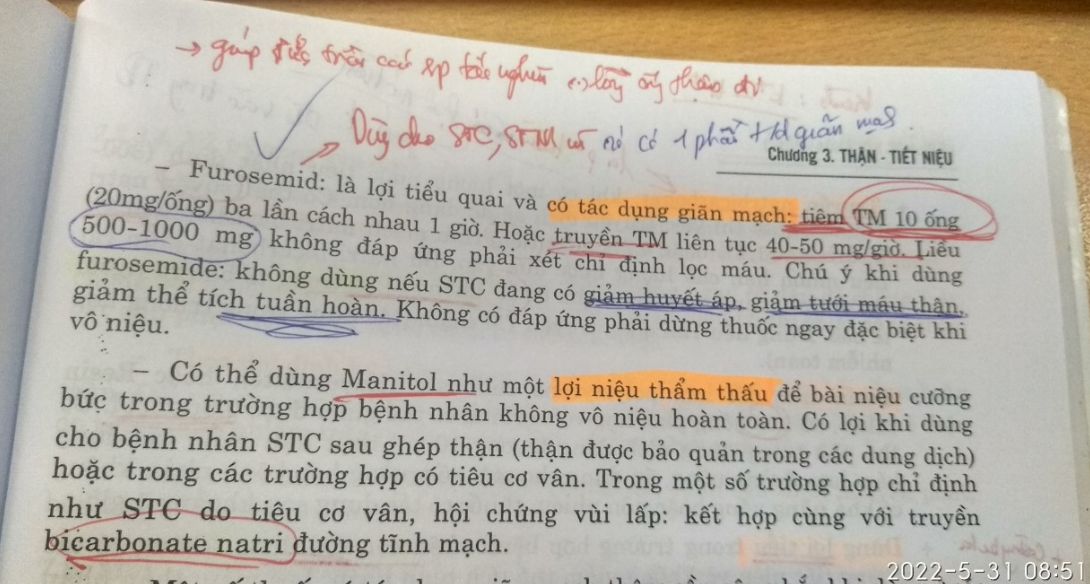 → giúp trôi các sp tắc nghẽn lòng ống thận
→ Dùng cho STC, STM vì nó có 1 phần td giãn mạch
Chương 3. THẬN - TIẾT NIỆU
– Furosemid: là lợi tiểu quai và có tác dụng giãn mạch: tiêm TM 10 ống
(20mg/ống) ba lần cách nhau 1 giờ. Hoặc truyền TM liên tục 40-50 mg/giờ. Liều
500-1000 mg không đáp ứng phải xét chỉ định lọc máu. Chú ý khi dùng
furosemide: không dùng nếu STC đang có giảm huyết áp, giảm tưới máu thận,
giảm thể tích tuần hoàn. Không có đáp ứng phải dừng thuốc ngay đặc biệt khi
vô niệu.
– Có thể dùng Manitol như một lợi niệu thẩm thấu để bài niệu cưỡng
bức trong trường hợp bệnh nhân không vô niệu hoàn toàn. Có lợi khi dùng
cho bệnh nhân STC sau ghép thận (thận được bảo quản trong các dung dịch)
hoặc trong các trường hợp có tiêu cơ vân. Trong một số trường hợp chỉ định
như STC do tiêu cơ vân, hội chứng vùi lấp: kết hợp cùng với truyền
bicarbonate natri đường tĩnh mạch.
2022-5-31 08:51